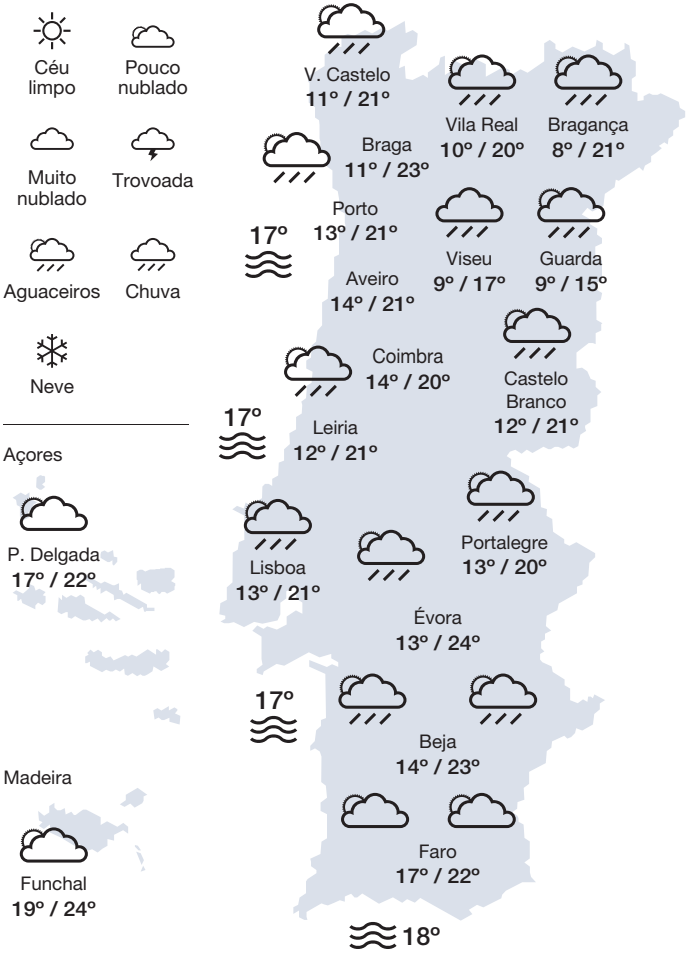 Céu
limpo
Pouco
nublado
Muito
nublado
Trovoada
Aguaceiros
Chuva
Neve
Açores
P. Delgada
17º / 22º
Madeira
Funchal
19º / 24º
V. Castelo
11º / 21º
Vila Real
10º / 20º
Bragança
8º / 21º
Braga
11º / 23º
Porto
13º / 21º
17º
Viseu
9º / 17º
Guarda
9º / 15º
Aveiro
14º / 21º
Coimbra
14º / 20º
Castelo
Branco
12º / 21º
17º
Leiria
12º / 21º
Lisboa
13º / 21º
Portalegre
13º / 20º
Évora
13º / 24º
17º
Beja
14º / 23º
Faro
17º / 22º
18º